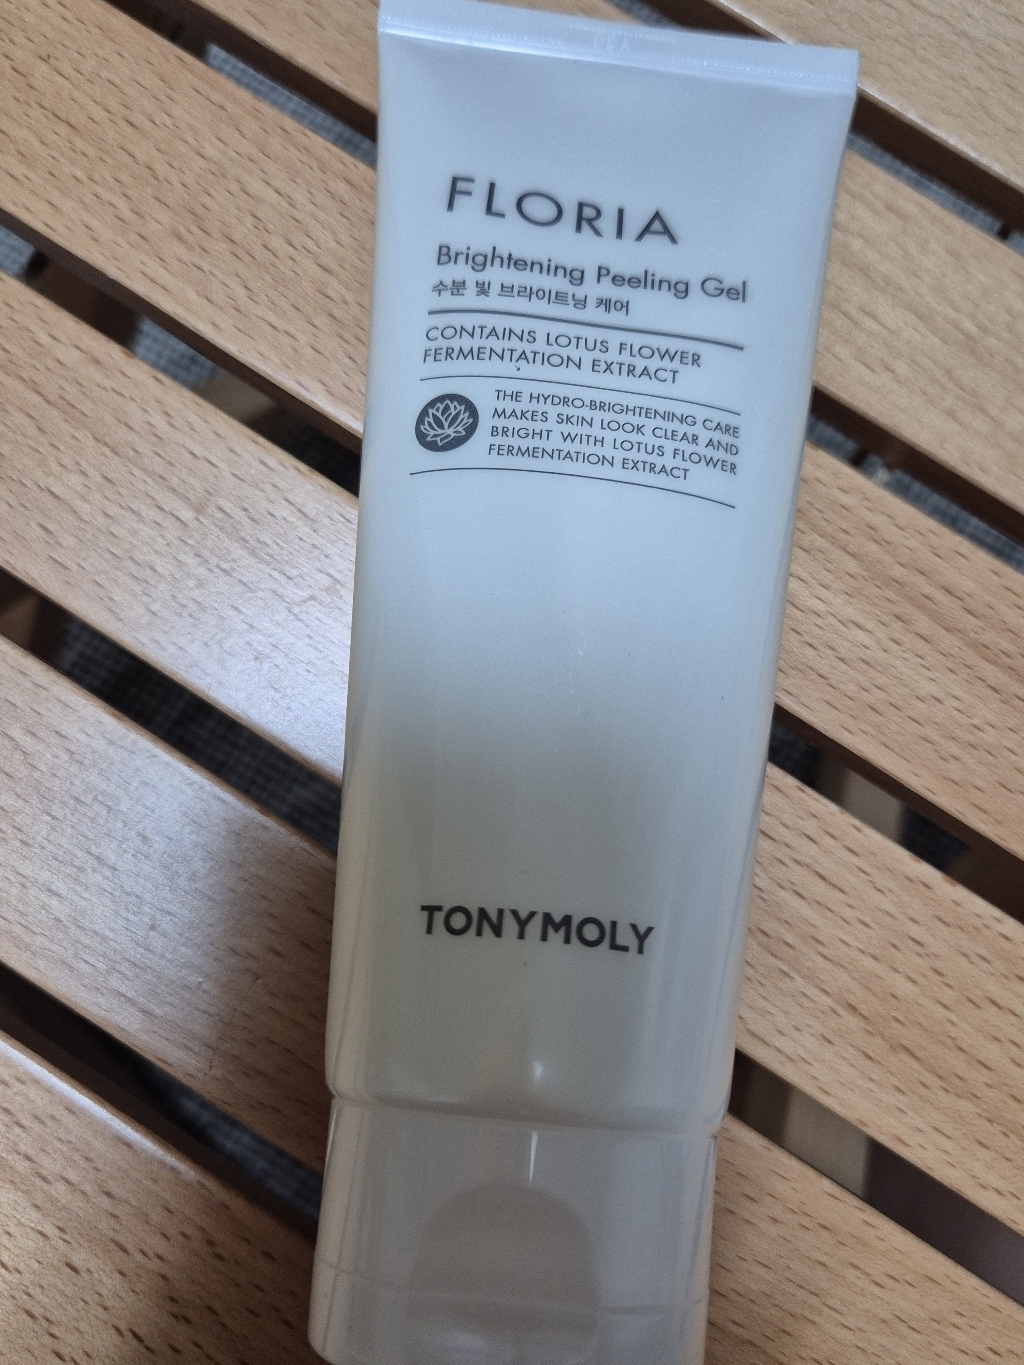 FLORIA
Brightening Peeling Gel
수분 빛 브라이트닝 케어
CONTAINS LOTUS FLOWER
FERMENTATION EXTRACT
THE HYDRO-BRIGHTENING CARE
MAKES SKIN LOOK CLEAR AND
BRIGHT WITH LOTUS FLOWER
FERMENTATION EXTRACT
TONYMOLY